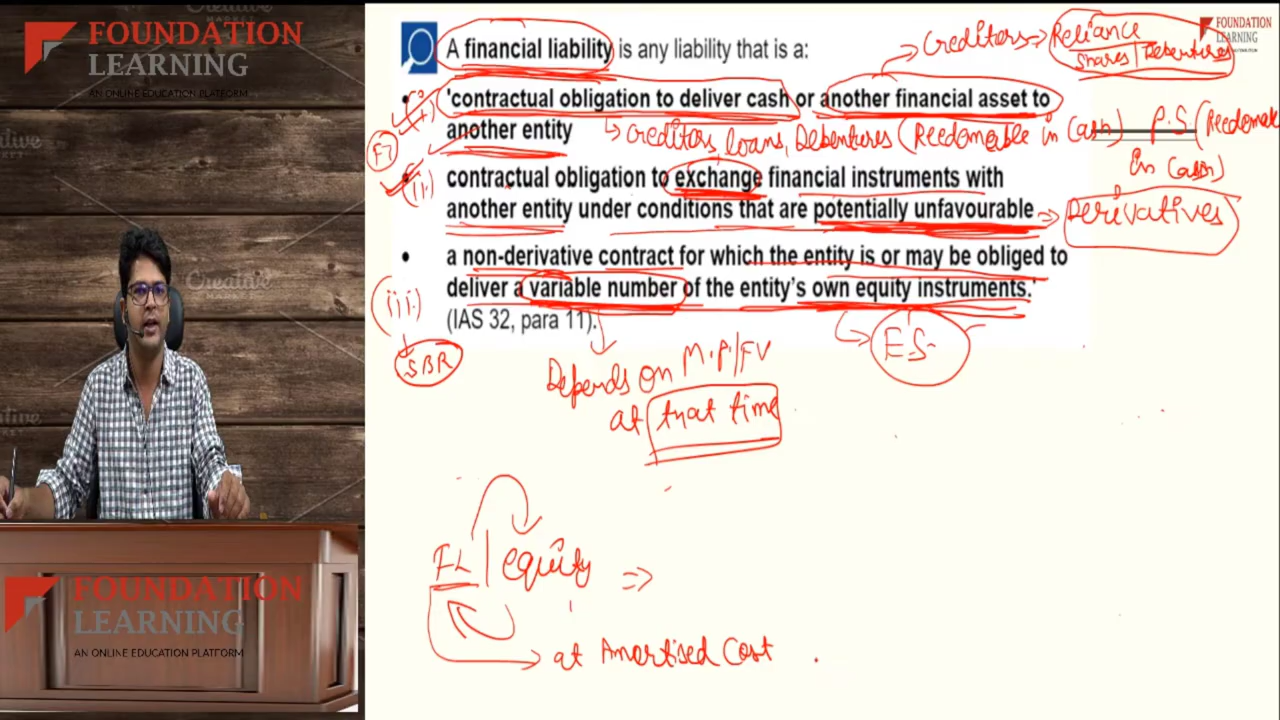 FOUNDATION
LEARNING
AN ONLINE EDUCATION PLATFORM
A financial liability is any liability that is a:
Creditors → Reliance
Shares | Debentures
FOUNDATION
LEARNING
(i) 'contractual obligation to deliver cash or another financial asset to
another entity
F7
→ Creditors, loans, Debentures (Reedomable in Cash) P.S (Reedomable
in Cash)
(ii) contractual obligation to exchange financial instruments with
another entity under conditions that are potentially unfavourable → Derivatives
(iii) a non-derivative contract for which the entity is or may be obliged to
deliver a variable number of the entity's own equity instruments.'
(IAS 32, para 11).
SBR
E.S.
Depends on M.P/FV
at that time
FL | equity ⇒
at Amortised Cost
FOUNDATION
LEARNING
AN ONLINE EDUCATION PLATFORM